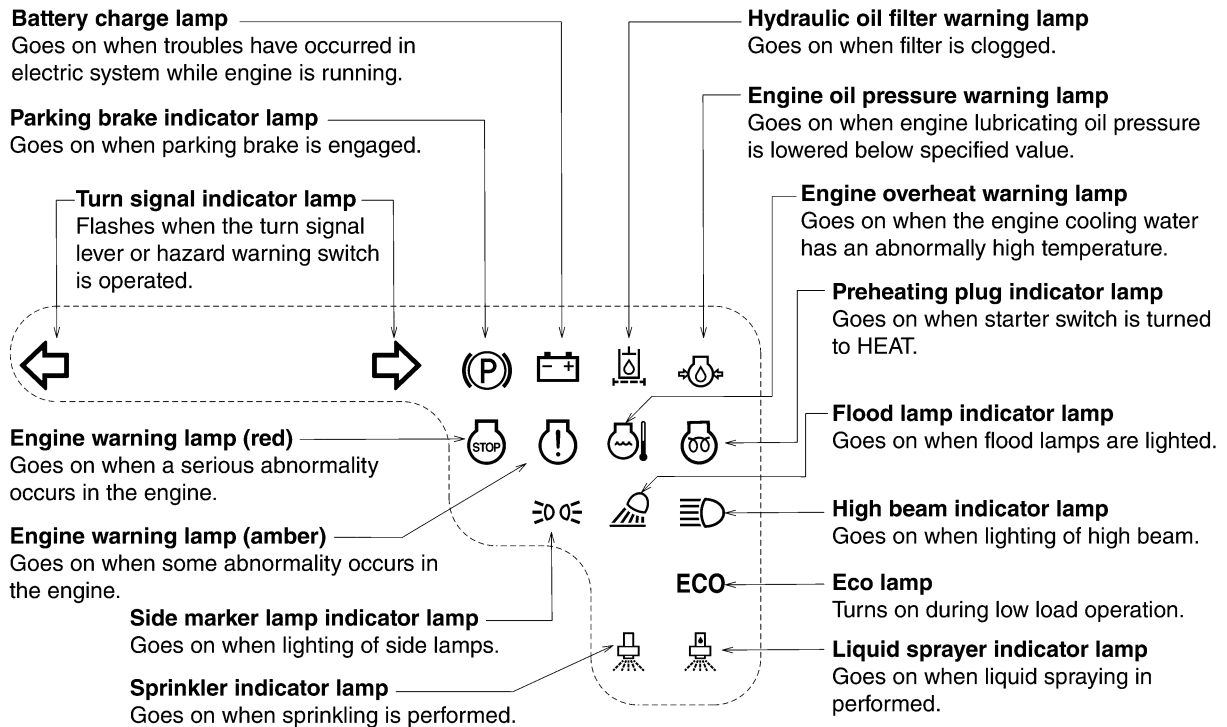 Battery charge lamp
Goes on when troubles have occurred in
electric system while engine is running.
Parking brake indicator lamp
Goes on when parking brake is engaged.
Turn signal indicator lamp
Flashes when the turn signal
lever or hazard warning switch
is operated.
Hydraulic oil filter warning lamp
Goes on when filter is clogged.
Engine oil pressure warning lamp
Goes on when engine lubricating oil pressure
is lowered below specified value.
Engine overheat warning lamp
Goes on when the engine cooling water
has an abnormally high temperature.
Preheating plug indicator lamp
Goes on when starter switch is turned
to HEAT.
P
- +
STOP
!
Engine warning lamp (red)
Goes on when a serious abnormality
occurs in the engine.
Engine warning lamp (amber)
Goes on when some abnormality occurs in
the engine.
Side marker lamp indicator lamp
Goes on when lighting of side lamps.
Sprinkler indicator lamp
Goes on when sprinkling is performed.
Flood lamp indicator lamp
Goes on when flood lamps are lighted.
High beam indicator lamp
Goes on when lighting of high beam.
ECO
Eco lamp
Turns on during low load operation.
Liquid sprayer indicator lamp
Goes on when liquid spraying in
performed.